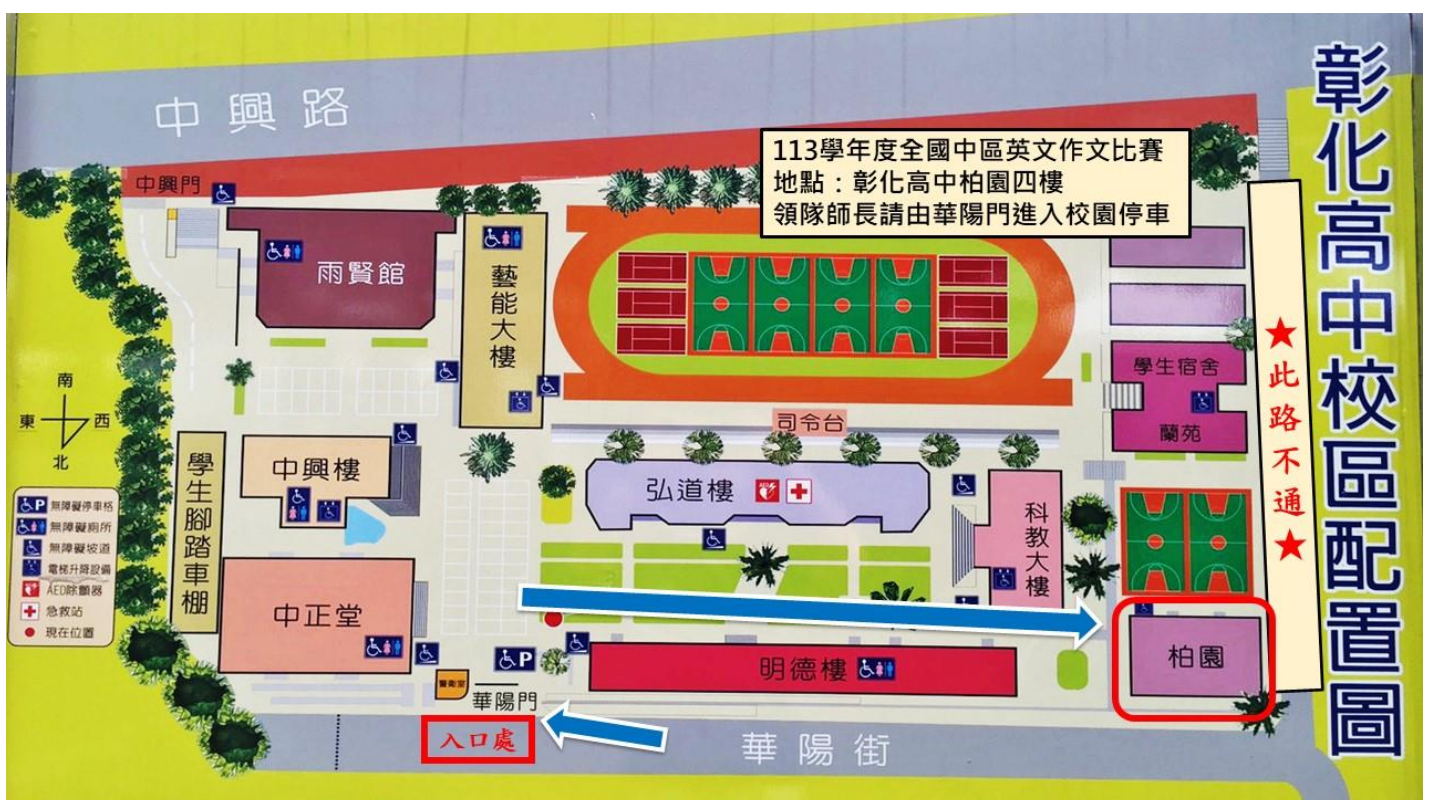 彰化高中校區配置圖
中興路
113學年度全國中區英文作文比賽
地點：彰化高中柏園四樓
領隊師長請由華陽門進入校園停車
中興門
雨賢館
藝能大樓
★此路不通★
學生宿舍
蘭苑
司令台
南
東
西
北
學生腳踏車棚
中興樓
弘道樓
AED
科教大樓
P 無障礙停車格
無障礙廁所
無障礙坡道
電梯升降設備
AED除顫器
急救站
現在位置
中正堂
柏園
明德樓
P
警衛室
華陽門
入口處
華陽街